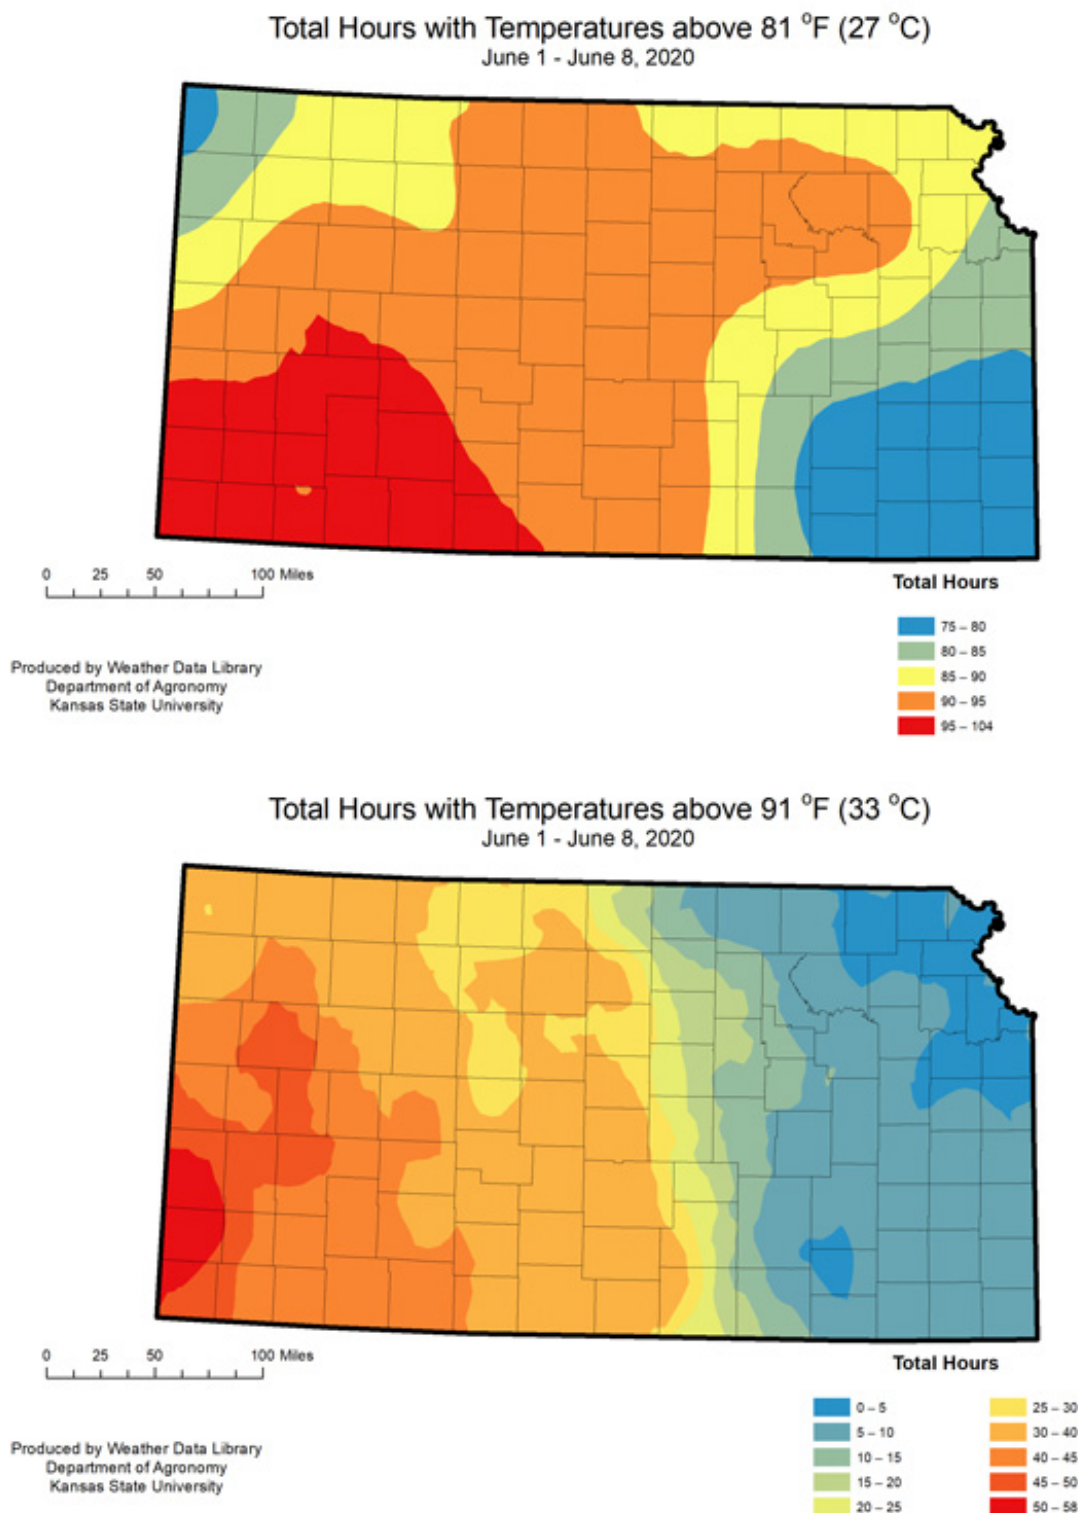 Total Hours with Temperatures above 81 °F (27 °C)
June 1 - June 8, 2020
0 25 50 100 Miles
Total Hours
75 – 80
80 – 85
85 – 90
90 – 95
95 – 104
Produced by Weather Data Library
Department of Agronomy
Kansas State University
Total Hours with Temperatures above 91 °F (33 °C)
June 1 - June 8, 2020
0 25 50 100 Miles
Total Hours
0 – 5
5 – 10
10 – 15
15 – 20
20 – 25
25 – 30
30 – 40
40 – 45
45 – 50
50 – 58
Produced by Weather Data Library
Department of Agronomy
Kansas State University